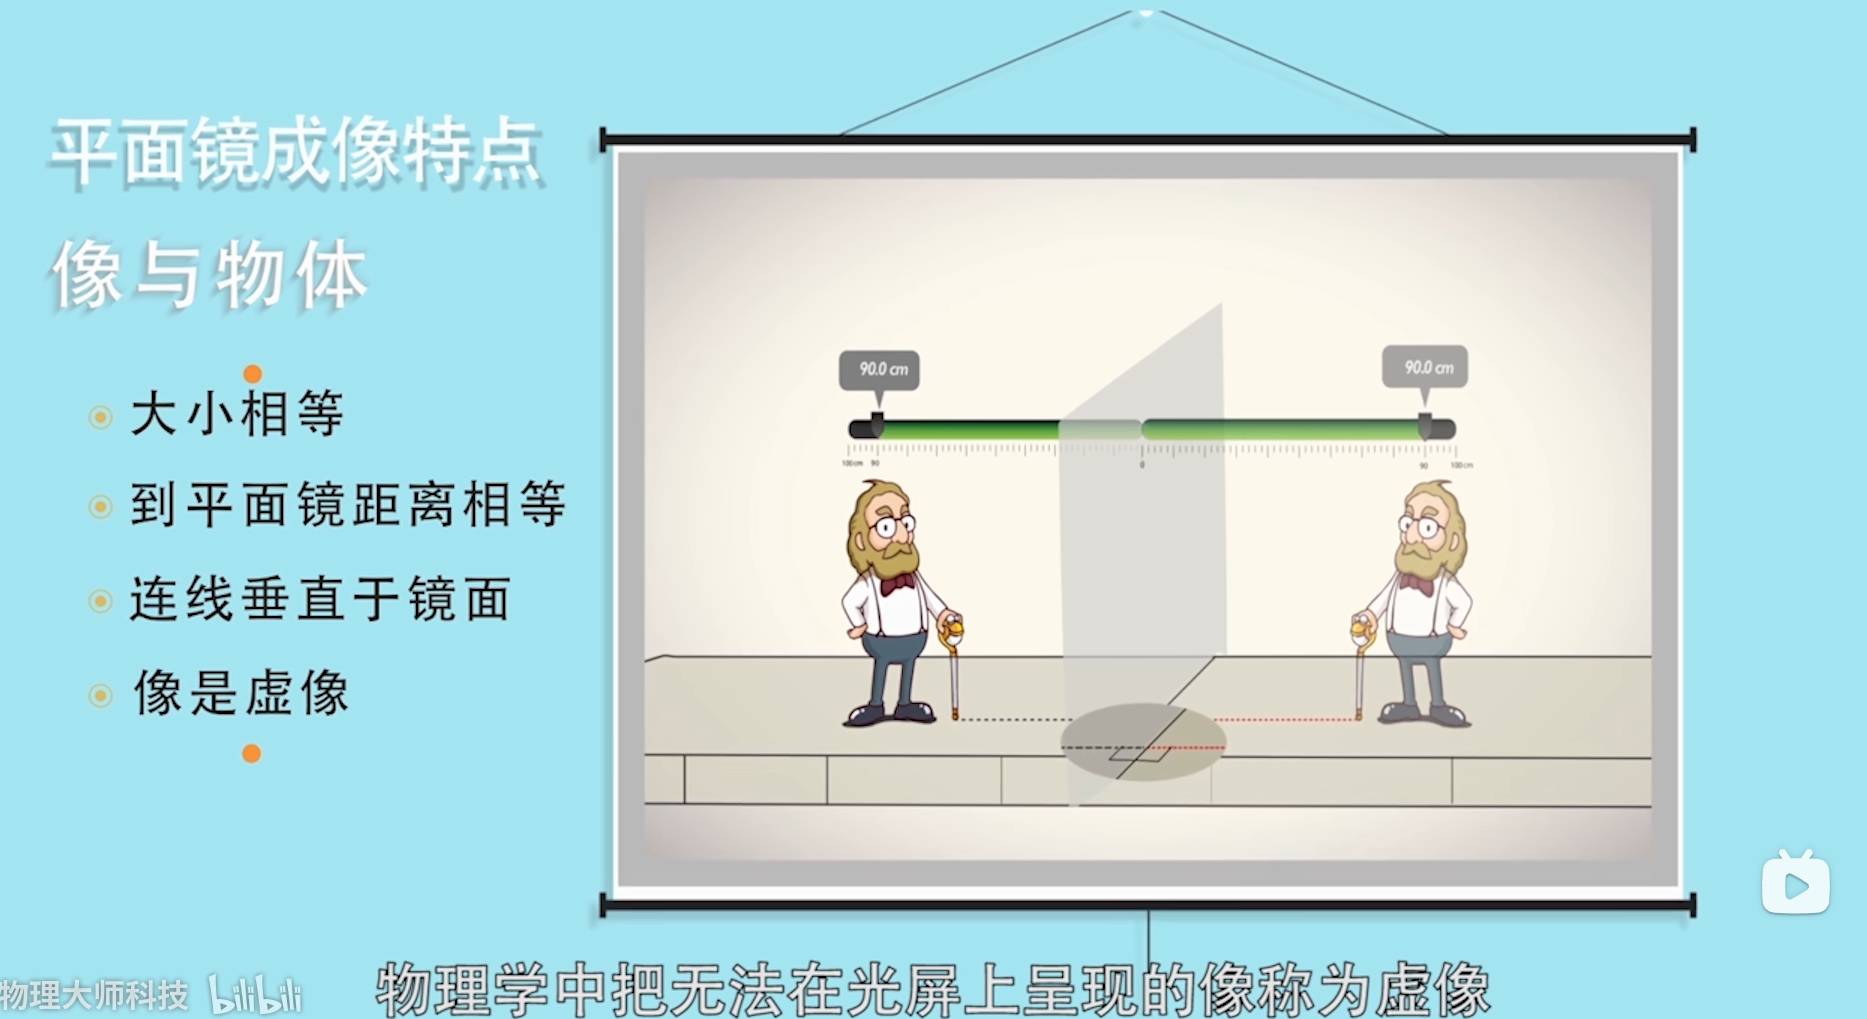 平面镜成像特点
像与物体
大小相等
到平面镜距离相等
连线垂直于镜面
像是虚像
90.0 cm
90.0 cm
100cm 90 0 90 100cm
物理学中把无法在光屏上呈现的像称为虚像
物理大师科技 bilibili